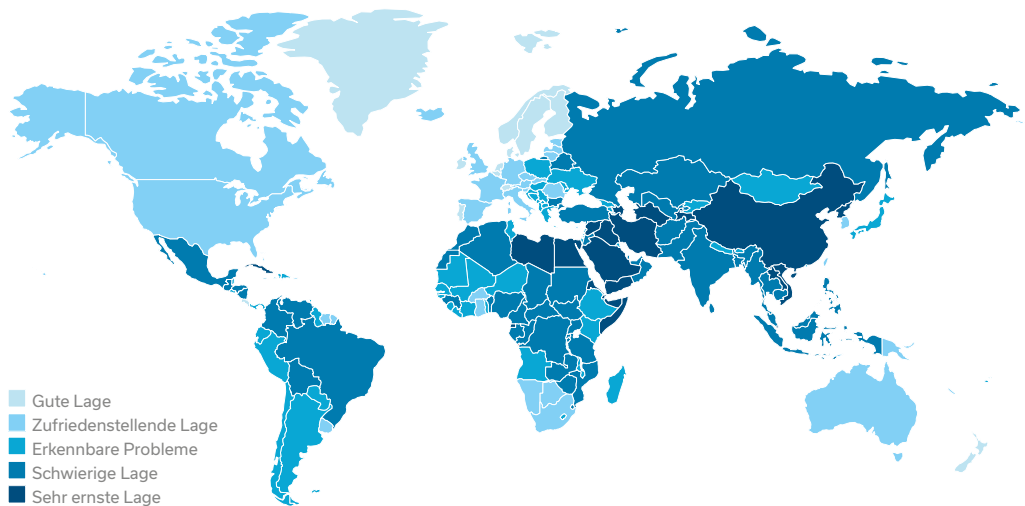 Gute Lage
Zufriedenstellende Lage
Erkennbare Probleme
Schwierige Lage
Sehr ernste Lage